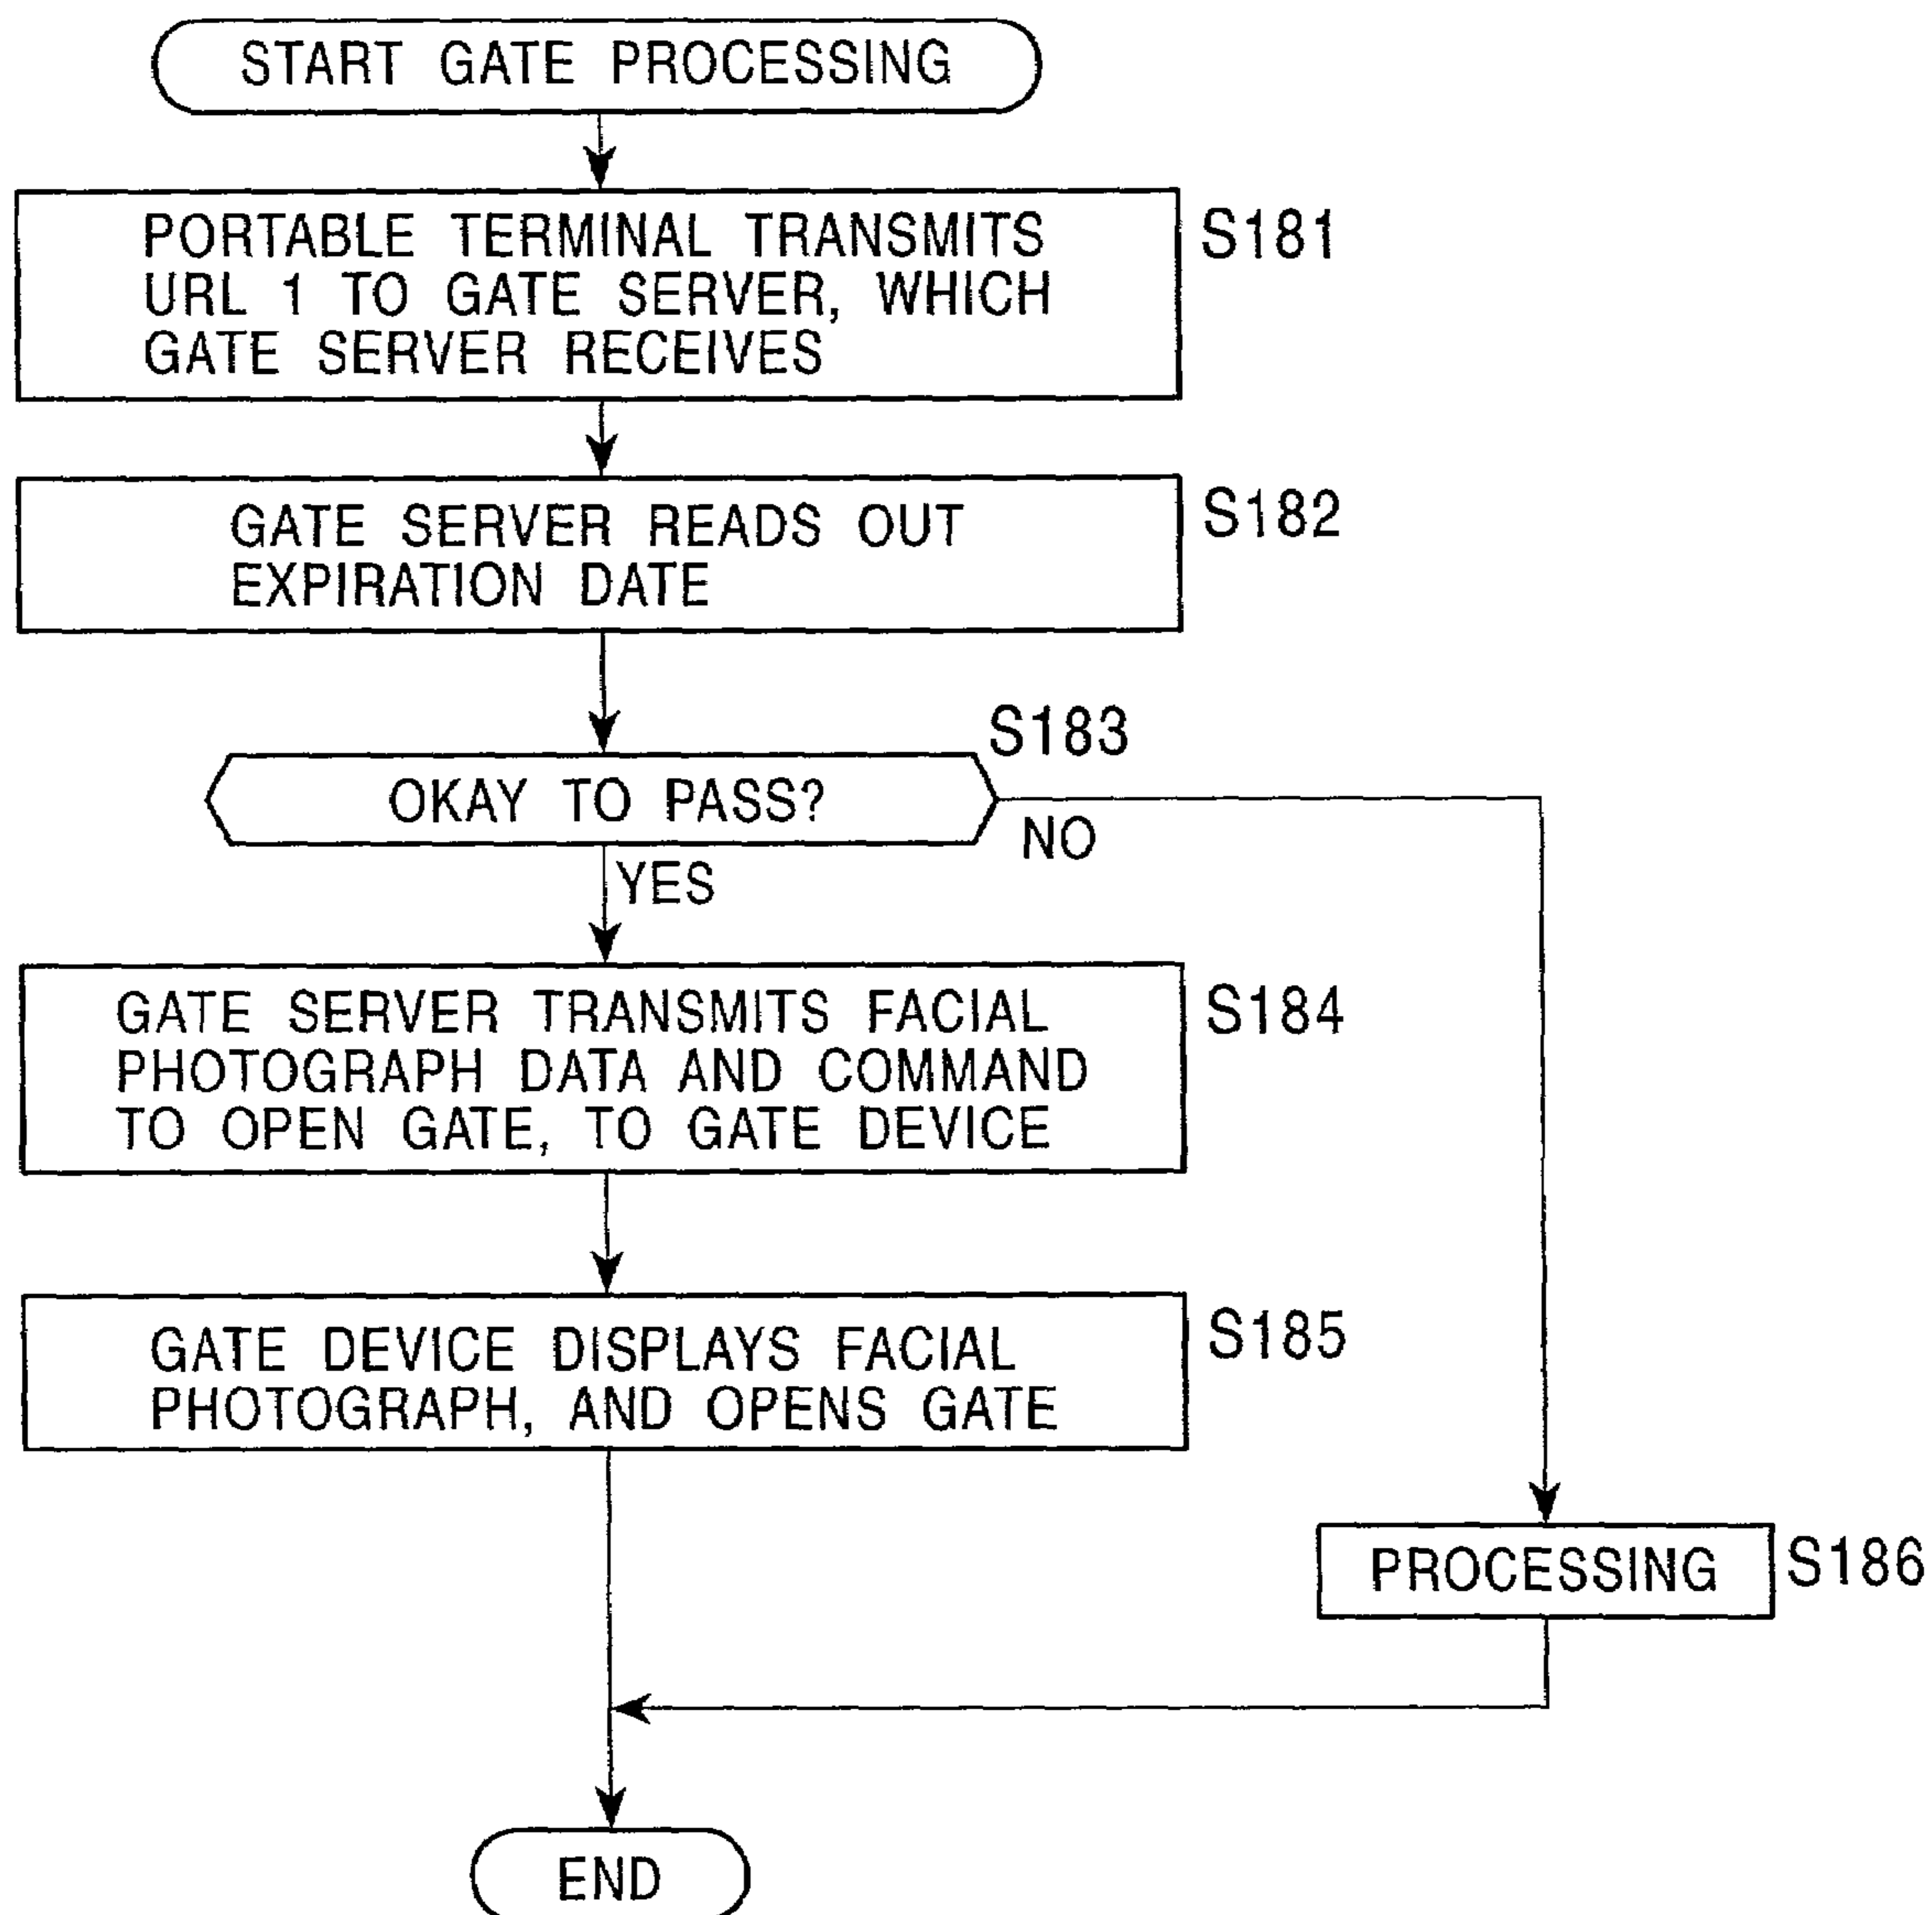 START GATE PROCESSING
PORTABLE TERMINAL TRANSMITS
URL 1 TO GATE SERVER, WHICH
GATE SERVER RECEIVES
S181
GATE SERVER READS OUT
EXPIRATION DATE
S182
S183
OKAY TO PASS?
NO
YES
GATE SERVER TRANSMITS FACIAL
PHOTOGRAPH DATA AND COMMAND
TO OPEN GATE, TO GATE DEVICE
S184
GATE DEVICE DISPLAYS FACIAL
PHOTOGRAPH, AND OPENS GATE
S185
PROCESSING
S186
END